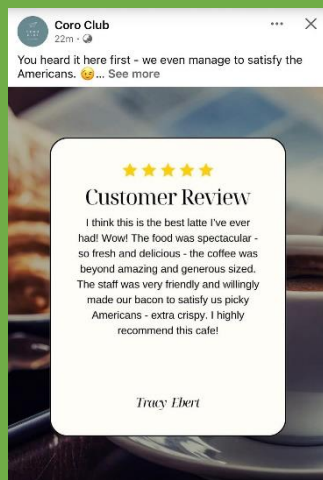 Coro Club
22m
You heard it here first - we even manage to satisfy the
Americans. 😉... See more
Customer Review
I think this is the best latte I've ever
had! Wow! The food was spectacular -
so fresh and delicious - the coffee was
beyond amazing and generous sized.
The staff was very friendly and willingly
made our bacon to satisfy us picky
Americans - extra crispy. I highly
recommend this cafe!
Tracy Ebert